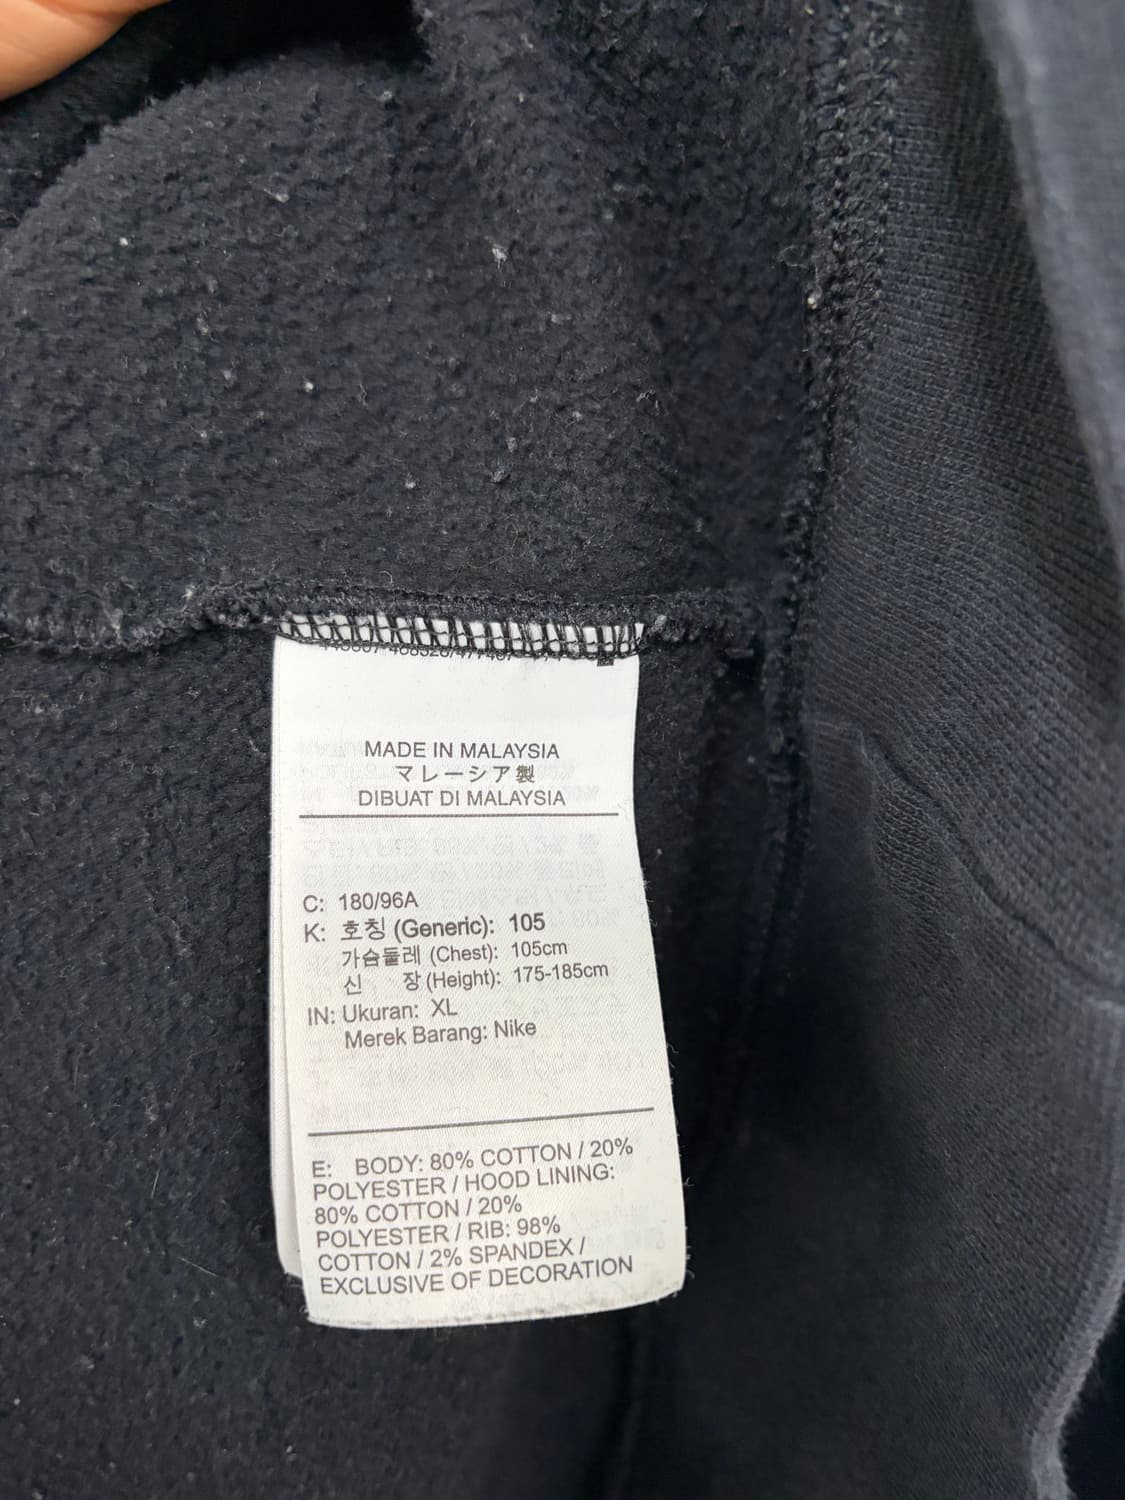 MADE IN MALAYSIA
マレーシア製
DIBUAT DI MALAYSIA
C: 180/96A
K: 호칭 (Generic): 105
가슴둘레 (Chest): 105cm
신 장 (Height): 175-185cm
IN: Ukuran: XL
Merek Barang: Nike
E: BODY: 80% COTTON / 20%
POLYESTER / HOOD LINING:
80% COTTON / 20%
POLYESTER / RIB: 98%
COTTON / 2% SPANDEX /
EXCLUSIVE OF DECORATION